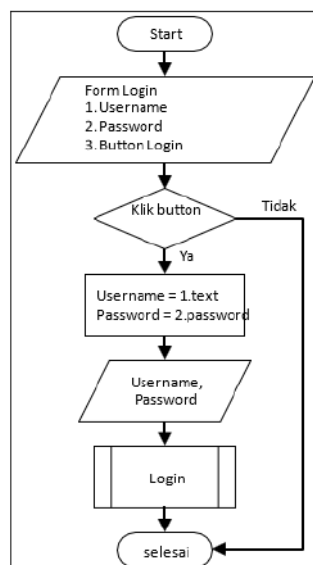 Start
Form Login
1. Username
2. Password
3. Button Login
Klik button
Tidak
Ya
Username = 1.text
Password = 2.password
Username,
Password
Login
selesai